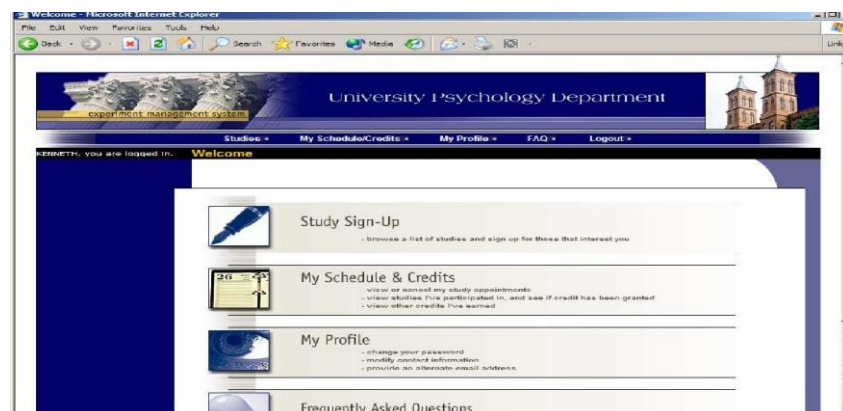 Welcome - Microsoft Internet Explorer
File Edit View Favorites Tools Help
Back Search Favorites Media
Link
experiment management system
University Psychology Department
Studies My Schedule/Credits My Profile FAQ Logout
KENNETH, you are logged in. Welcome
Study Sign-Up
- browse a list of studies and sign up for those that interest you
26
My Schedule & Credits
- view or cancel my study appointments
- view studies I've participated in, and see if credit has been granted
- view other credits I've earned
My Profile
- change your password
- modify contact information
- provide an alternate email address
Frequently Asked Questions